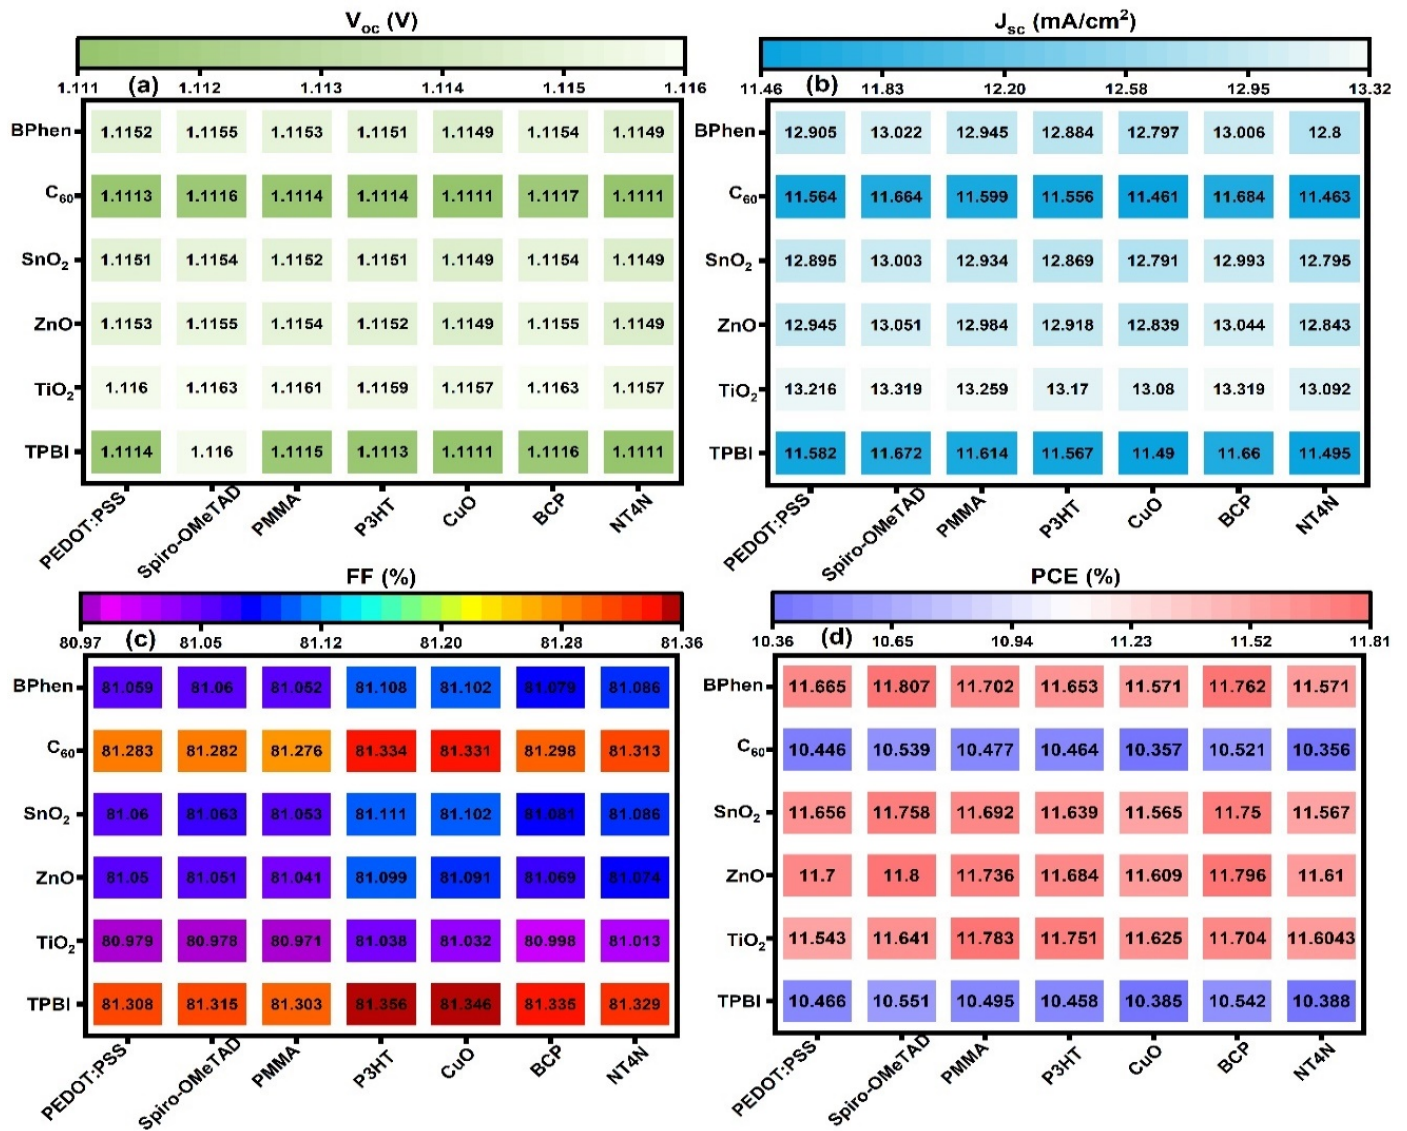 V_oc (V)
1.111 1.112 1.113 1.114 1.115 1.116
(a)
BPhen 1.1152 1.1155 1.1153 1.1151 1.1149 1.1154 1.1149
C_60 1.1113 1.1116 1.1114 1.1114 1.1111 1.1117 1.1111
SnO_2 1.1151 1.1154 1.1152 1.1151 1.1149 1.1154 1.1149
ZnO 1.1153 1.1155 1.1154 1.1152 1.1149 1.1155 1.1149
TiO_2 1.116 1.1163 1.1161 1.1159 1.1157 1.1163 1.1157
TPBI 1.1114 1.116 1.1115 1.1113 1.1111 1.1116 1.1111
PEDOT:PSS Spiro-OMeTAD PMMA P3HT CuO BCP NT4N
J_sc (mA/cm^2)
11.46 11.83 12.20 12.58 12.95 13.32
(b)
BPhen 12.905 13.022 12.945 12.884 12.797 13.006 12.8
C_60 11.564 11.664 11.599 11.556 11.461 11.684 11.463
SnO_2 12.895 13.003 12.934 12.869 12.791 12.993 12.795
ZnO 12.945 13.051 12.984 12.918 12.839 13.044 12.843
TiO_2 13.216 13.319 13.259 13.17 13.08 13.319 13.092
TPBI 11.582 11.672 11.614 11.567 11.49 11.66 11.495
PEDOT:PSS Spiro-OMeTAD PMMA P3HT CuO BCP NT4N
FF (%)
80.97 81.05 81.12 81.20 81.28 81.36
(c)
BPhen 81.059 81.06 81.052 81.108 81.102 81.079 81.086
C_60 81.283 81.282 81.276 81.334 81.331 81.298 81.313
SnO_2 81.06 81.063 81.053 81.111 81.102 81.081 81.086
ZnO 81.05 81.051 81.041 81.099 81.091 81.069 81.074
TiO_2 80.979 80.978 80.971 81.038 81.032 80.998 81.013
TPBI 81.308 81.315 81.303 81.356 81.346 81.335 81.329
PEDOT:PSS Spiro-OMeTAD PMMA P3HT CuO BCP NT4N
PCE (%)
10.36 10.65 10.94 11.23 11.52 11.81
(d)
BPhen 11.665 11.807 11.702 11.653 11.571 11.762 11.571
C_60 10.446 10.539 10.477 10.464 10.357 10.521 10.356
SnO_2 11.656 11.758 11.692 11.639 11.565 11.75 11.567
ZnO 11.7 11.8 11.736 11.684 11.609 11.796 11.61
TiO_2 11.543 11.641 11.783 11.751 11.625 11.704 11.6043
TPBI 10.466 10.551 10.495 10.458 10.385 10.542 10.388
PEDOT:PSS Spiro-OMeTAD PMMA P3HT CuO BCP NT4N